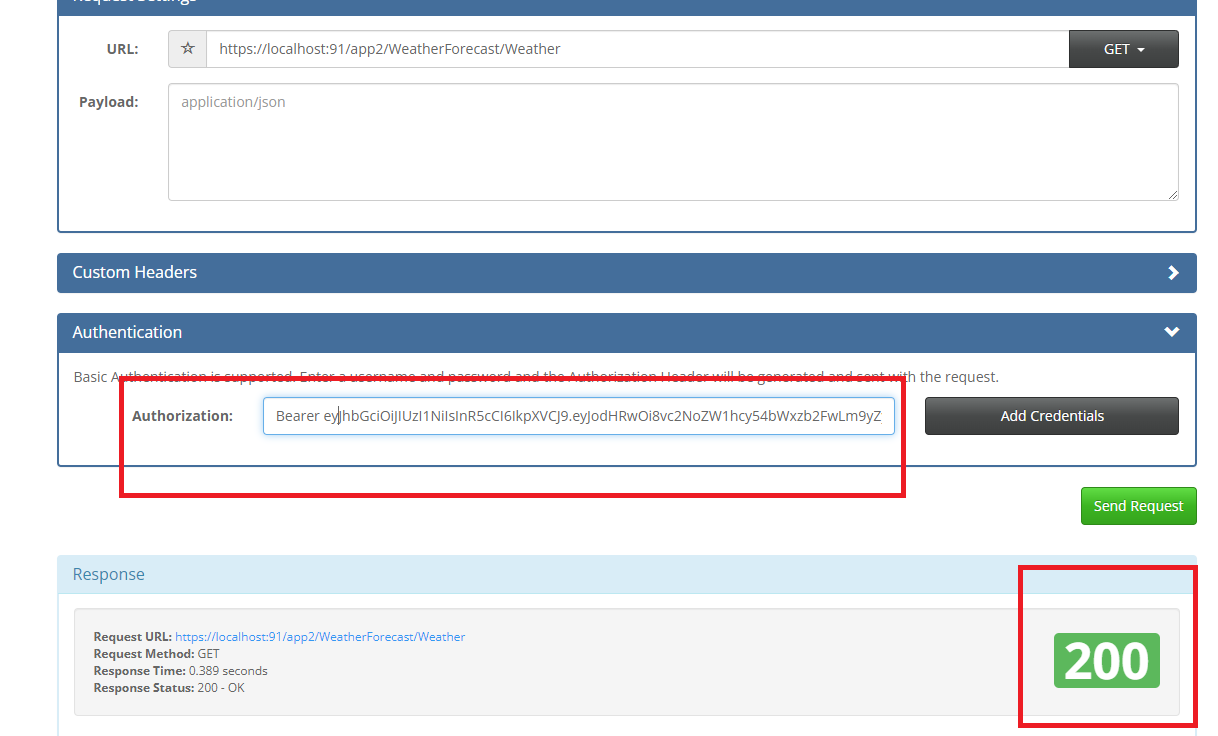 Request Settings
URL: ☆ https://localhost:91/app2/WeatherForecast/Weather GET
Payload: application/json
Custom Headers
Authentication
Basic Authentication is supported. Enter a username and password and the Authorization Header will be generated and sent with the request.
Authorization: Bearer eyJhbGciOiJIUzI1NiIsInR5cCI6IkpXVCJ9.eyJodHRwOi8vc2NoZW1hcy54bWxzb2FwLm9yZ Add Credentials
Send Request
Response
Request URL: https://localhost:91/app2/WeatherForecast/Weather
Request Method: GET
Response Time: 0.389 seconds
Response Status: 200 - OK
200